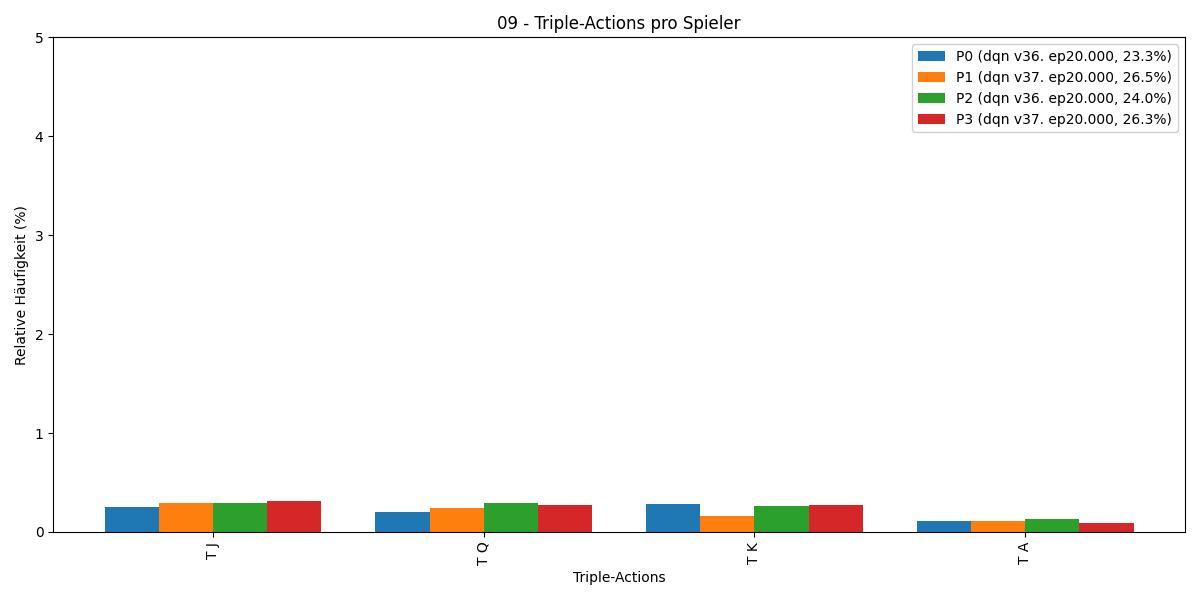 09 - Triple-Actions pro Spieler
5
4
3
2
1
0
Relative Häufigkeit (%)
P0 (dqn v36. ep20.000, 23.3%)
P1 (dqn v37. ep20.000, 26.5%)
P2 (dqn v36. ep20.000, 24.0%)
P3 (dqn v37. ep20.000, 26.3%)
T J
T Q
T K
T A
Triple-Actions